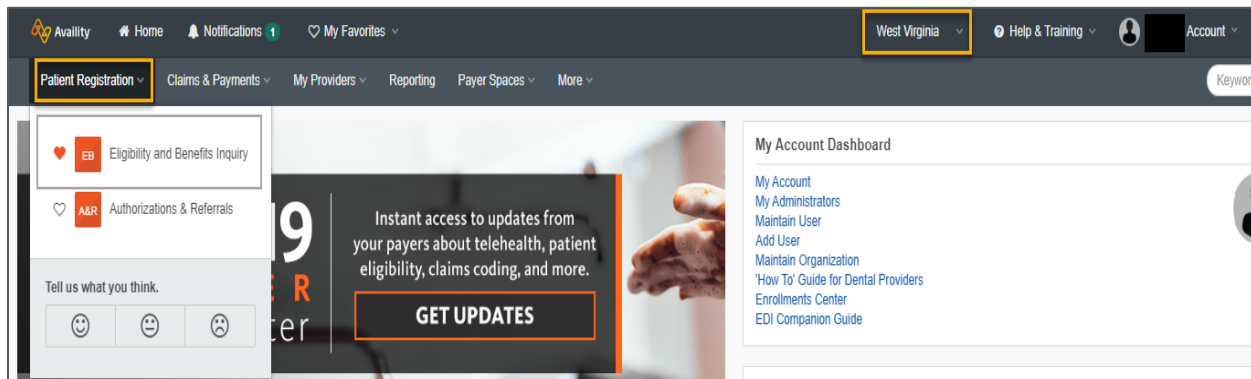 Availity Home Notifications 1 My Favorites West Virginia Help & Training Account
Patient Registration Claims & Payments My Providers Reporting Payer Spaces More
EB Eligibility and Benefits Inquiry
A&R Authorizations & Referrals
Tell us what you think.
19
E R
ter
Instant access to updates from
your payers about telehealth, patient
eligibility, claims coding, and more.
GET UPDATES
My Account Dashboard
My Account
My Administrators
Maintain User
Add User
Maintain Organization
'How To' Guide for Dental Providers
Enrollments Center
EDI Companion Guide